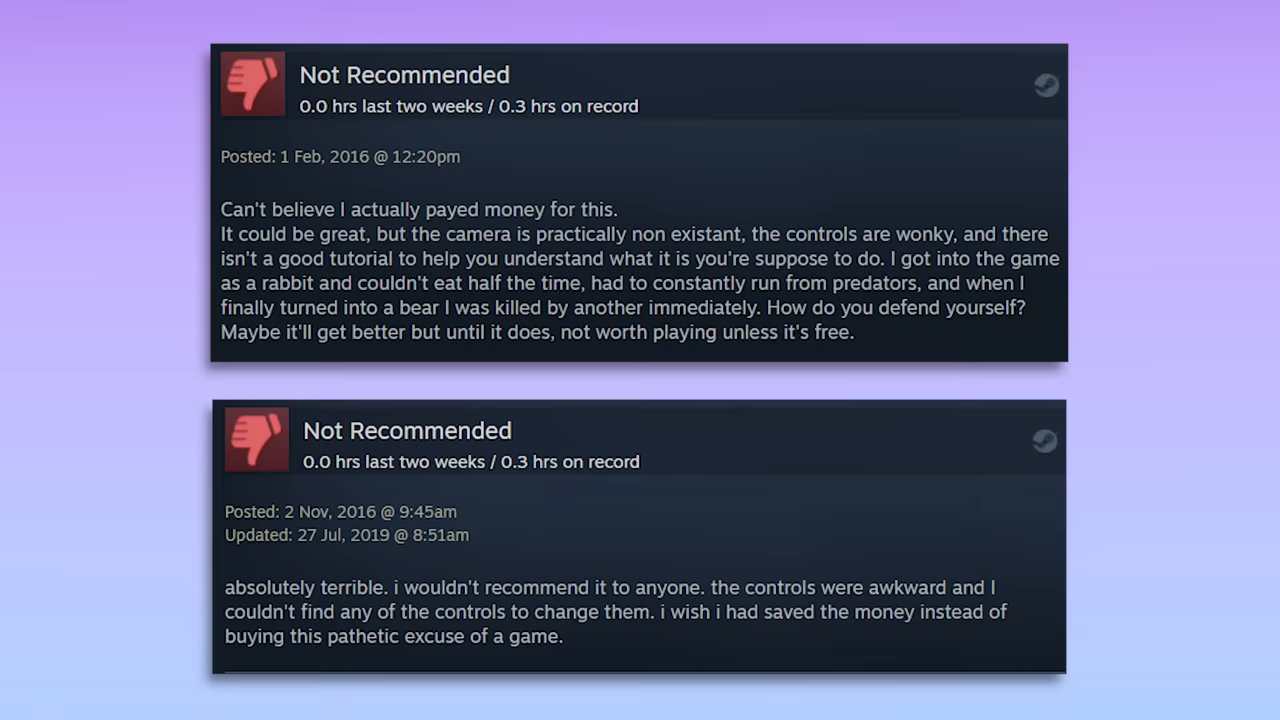 Not Recommended
0.0 hrs last two weeks / 0.3 hrs on record
Posted: 1 Feb, 2016 @ 12:20pm
Can't believe I actually payed money for this.
It could be great, but the camera is practically non existant, the controls are wonky, and there
isn't a good tutorial to help you understand what it is you're suppose to do. I got into the game
as a rabbit and couldn't eat half the time, had to constantly run from predators, and when I
finally turned into a bear I was killed by another immediately. How do you defend yourself?
Maybe it'll get better but until it does, not worth playing unless it's free.
Not Recommended
0.0 hrs last two weeks / 0.3 hrs on record
Posted: 2 Nov, 2016 @ 9:45am
Updated: 27 Jul, 2019 @ 8:51am
absolutely terrible. i wouldn't recommend it to anyone. the controls were awkward and I
couldn't find any of the controls to change them. i wish i had saved the money instead of
buying this pathetic excuse of a game.